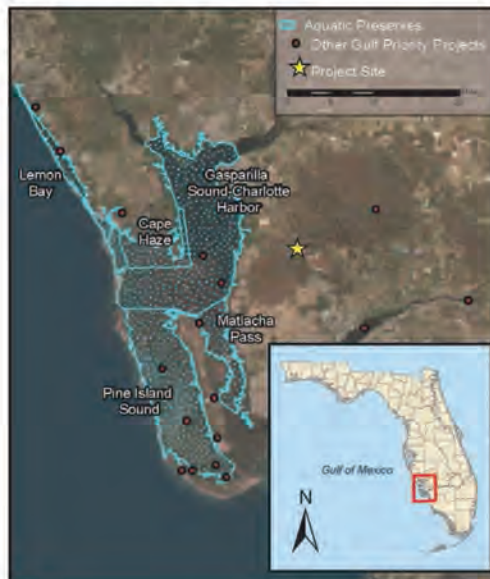 Aquatic Preserves
Other Gulf Priority Projects
Project Site
Lemon
Bay
Gasparilla
Sound-Charlotte
Harbor
Cape
Haze
Matlacha
Pass
Pine Island
Sound
Gulf of Mexico
N